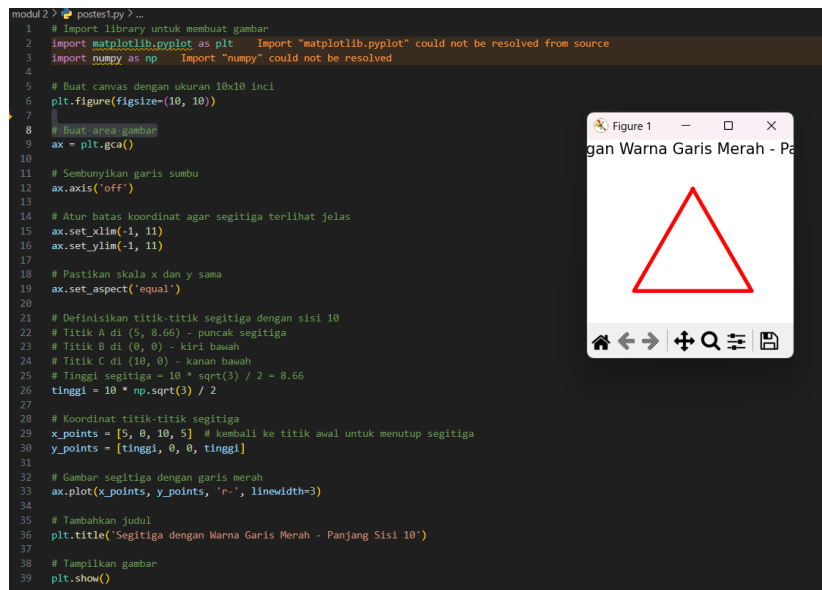 modul 2 > postes1.py > ...
1 # Import library untuk membuat gambar
2 import matplotlib.pyplot as plt Import "matplotlib.pyplot" could not be resolved from source
3 import numpy as np Import "numpy" could not be resolved
4
5 # Buat canvas dengan ukuran 10x10 inci
6 plt.figure(figsize=(10, 10))
7
8 # Buat area gambar
9 ax = plt.gca()
10
11 # Sembunyikan garis sumbu
12 ax.axis('off')
13
14 # Atur batas koordinat agar segitiga terlihat jelas
15 ax.set_xlim(-1, 11)
16 ax.set_ylim(-1, 11)
17
18 # Pastikan skala x dan y sama
19 ax.set_aspect('equal')
20
21 # Definisikan titik-titik segitiga dengan sisi 10
22 # Titik A di (5, 8.66) - puncak segitiga
23 # Titik B di (0, 0) - kiri bawah
24 # Titik C di (10, 0) - kanan bawah
25 # Tinggi segitiga = 10 * sqrt(3) / 2 = 8.66
26 tinggi = 10 * np.sqrt(3) / 2
27
28 # Koordinat titik-titik segitiga
29 x_points = [5, 0, 10, 5] # kembali ke titik awal untuk menutup segitiga
30 y_points = [tinggi, 0, 0, tinggi]
31
32 # Gambar segitiga dengan garis merah
33 ax.plot(x_points, y_points, 'r-', linewidth=3)
34
35 # Tambahkan judul
36 plt.title('Segitiga dengan Warna Garis Merah - Panjang Sisi 10')
37
38 # Tampilkan gambar
39 plt.show()
Figure 1
gan Warna Garis Merah - Pa